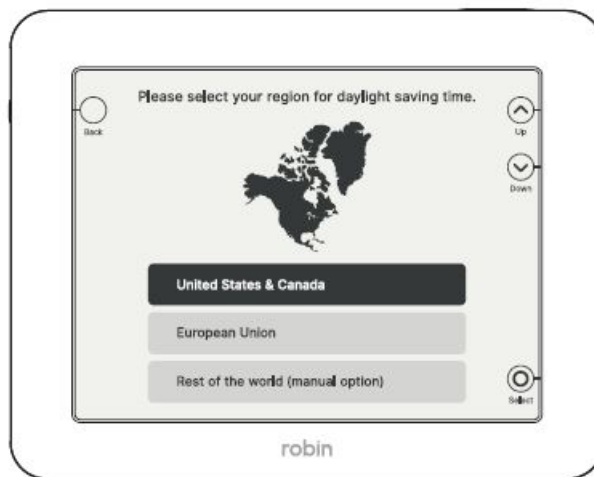 Please select your region for daylight saving time.
Back
Up
Down
United States & Canada
European Union
Rest of the world (manual option)
Select
robin